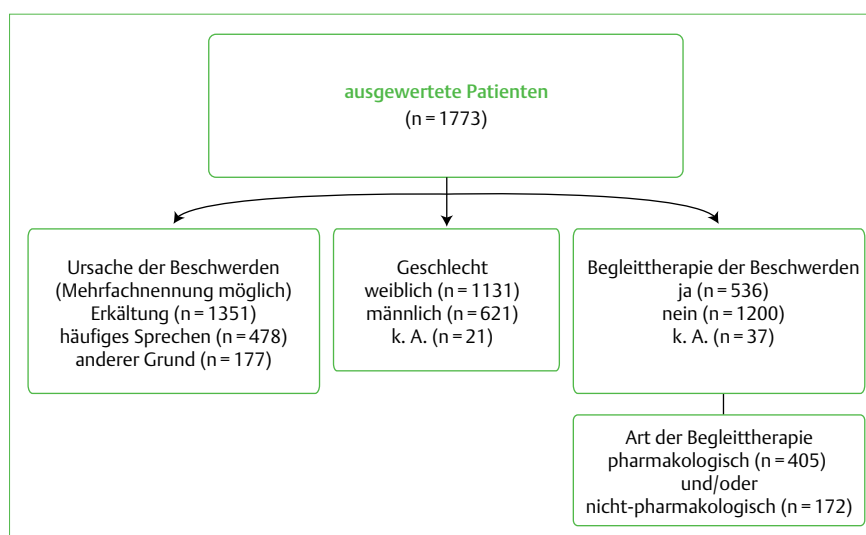 ausgewertete Patienten
(n = 1773)
Ursache der Beschwerden
(Mehrfachnennung möglich)
Erkältung (n = 1351)
häufiges Sprechen (n = 478)
anderer Grund (n = 177)
Geschlecht
weiblich (n = 1131)
männlich (n = 621)
k. A. (n = 21)
Begleittherapie der Beschwerden
ja (n = 536)
nein (n = 1200)
k. A. (n = 37)
Art der Begleittherapie
pharmakologisch (n = 405)
und/oder
nicht-pharmakologisch (n = 172)